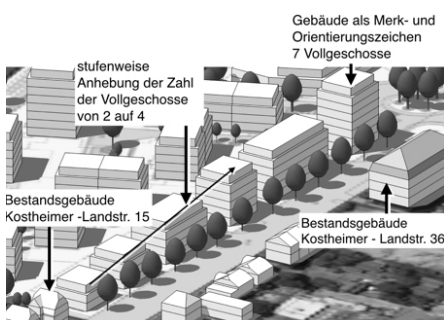 Gebäude als Merk- und
Orientierungszeichen
7 Vollgeschosse
stufenweise
Anhebung der Zahl
der Vollgeschosse
von 2 auf 4
Bestandsgebäude
Kostheimer -Landstr. 15
Bestandsgebäude
Kostheimer - Landstr. 36